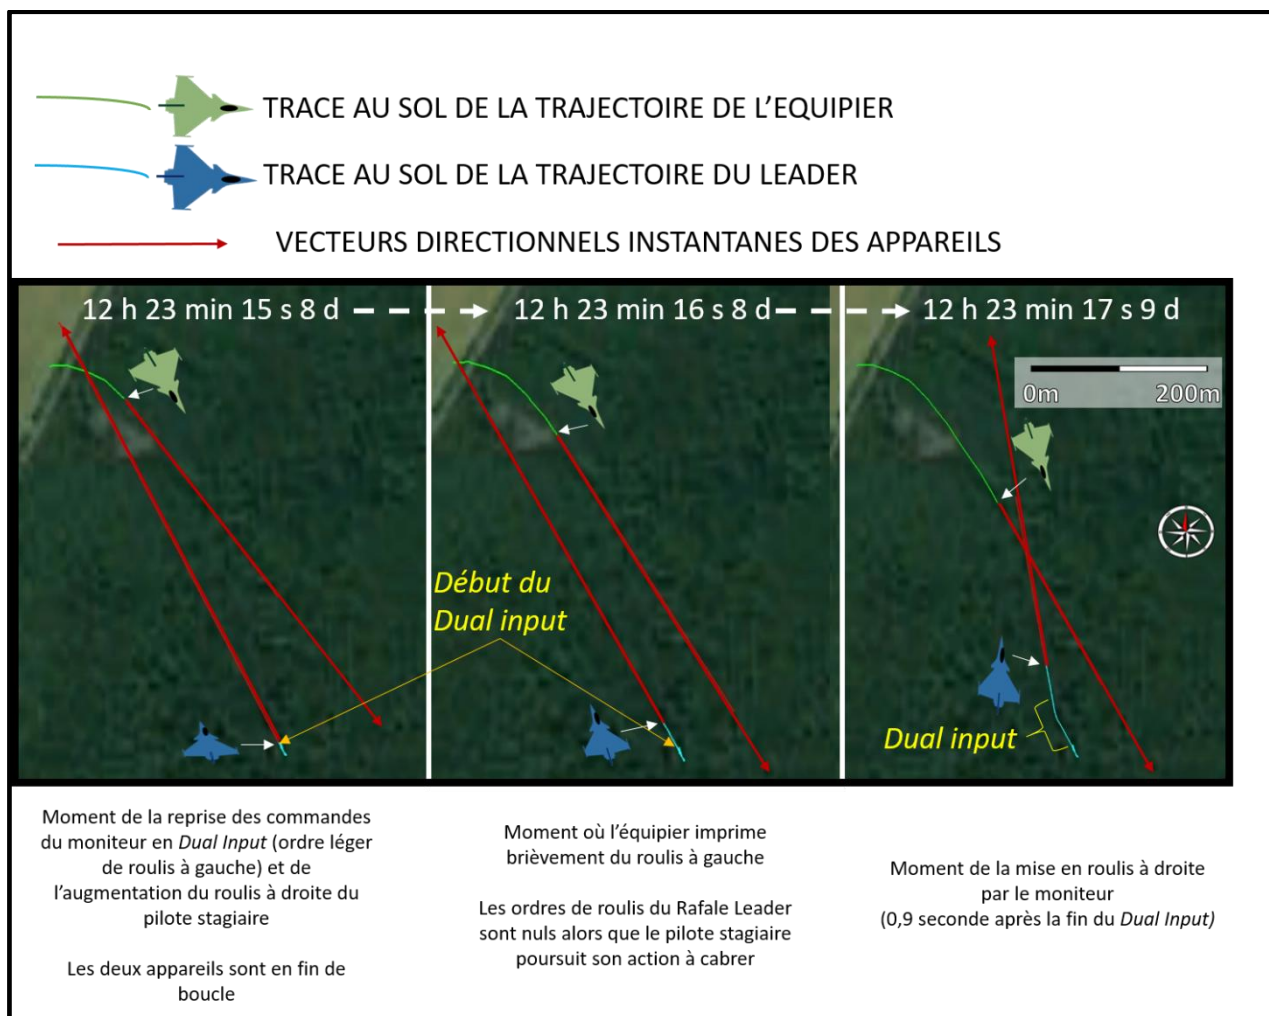 TRACE AU SOL DE LA TRAJECTOIRE DE L’EQUIPIER
TRACE AU SOL DE LA TRAJECTOIRE DU LEADER
VECTEURS DIRECTIONNELS INSTANTANES DES APPAREILS
12 h 23 min 15 s 8 d
12 h 23 min 16 s 8 d
12 h 23 min 17 s 9 d
0m 200m
Début du
Dual input
Dual input
Moment de la reprise des commandes
du moniteur en Dual Input (ordre léger
de roulis à gauche) et de
l’augmentation du roulis à droite du
pilote stagiaire
Les deux appareils sont en fin de
boucle
Moment où l’équipier imprime
brièvement du roulis à gauche
Les ordres de roulis du Rafale Leader
sont nuls alors que le pilote stagiaire
poursuit son action à cabrer
Moment de la mise en roulis à droite
par le moniteur
(0,9 seconde après la fin du Dual Input)